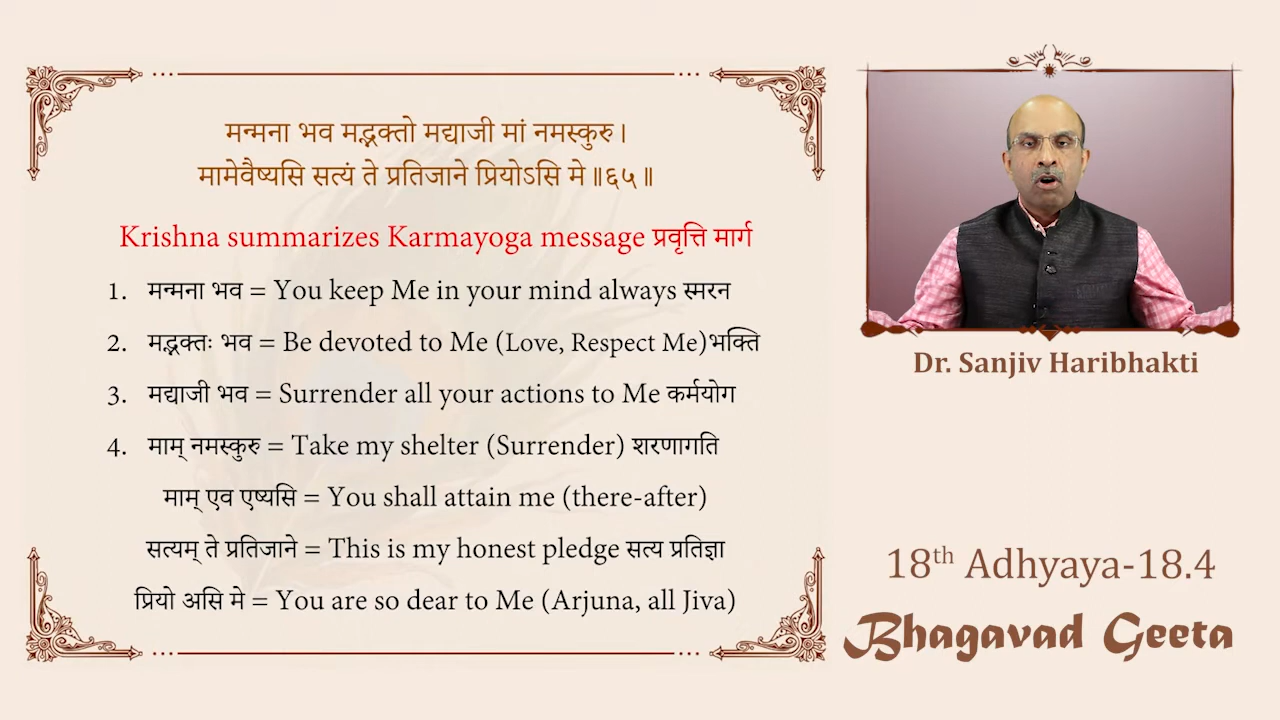 मन्मना भव मद्भक्तो मद्याजी मां नमस्कुरु।
मामेवैष्यसि सत्यं ते प्रतिजाने प्रियोऽसि मे॥६५॥
Krishna summarizes Karmayoga message प्रवृत्ति मार्ग
1. मन्मना भव = You keep Me in your mind always स्मरन
2. मद्भक्तः भव = Be devoted to Me (Love, Respect Me)भक्ति
3. मद्याजी भव = Surrender all your actions to Me कर्मयोग
4. माम् नमस्कुरु = Take my shelter (Surrender) शरणागति
माम् एव एष्यसि = You shall attain me (there-after)
सत्यम् ते प्रतिजाने = This is my honest pledge सत्य प्रतिज्ञा
प्रियो असि मे = You are so dear to Me (Arjuna, all Jiva)
Dr. Sanjiv Haribhakti
18th Adhyaya-18.4
Bhagavad Geeta